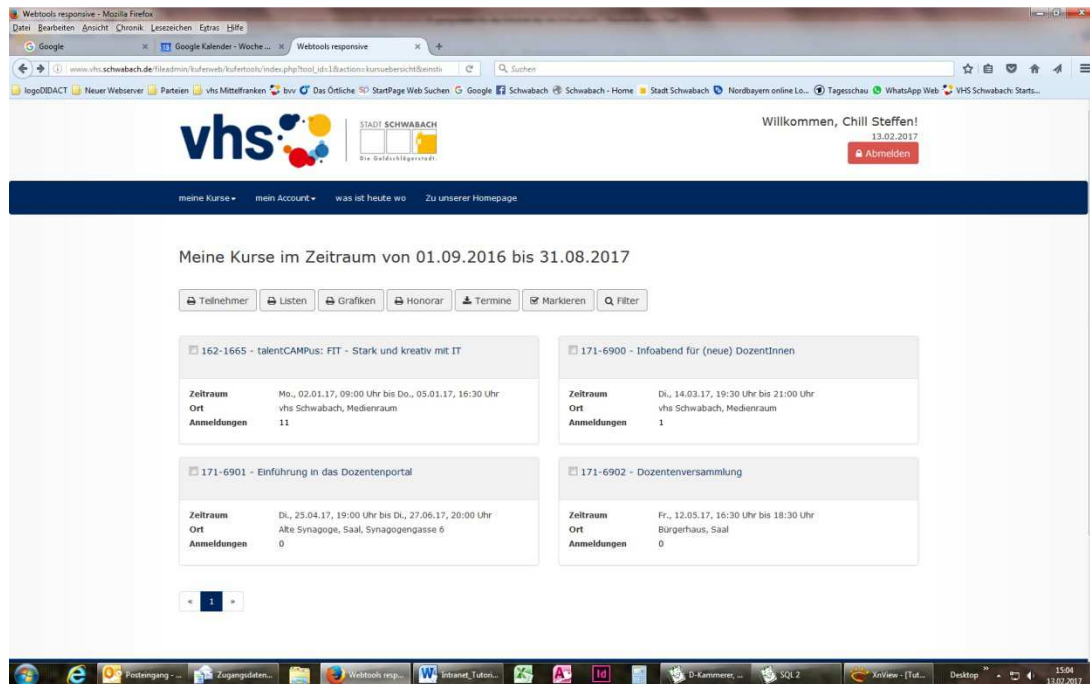 Webtools responsive - Mozilla Firefox
Datei Bearbeiten Ansicht Chronik Lesezeichen Extras Hilfe
Google
Google Kalender - Woche ...
Webtools responsive
www.vhs.schwabach.de/fileadmin/kuferweb/kufertools/index.php?tool_id=1&action=kursuebersicht&einstie
Suchen
logoDIDACT Neuer Webserver Parteien vhs Mittelfranken bvv Das Örtliche StartPage Web Suchen Google Schwabach Schwabach - Home Stadt Schwabach Nordbayern online Lo... Tagesschau WhatsApp Web VHS Schwabach: Starts...
vhs
STADT SCHWABACH
Die Goldschlägerstadt.
Willkommen, Chill Steffen!
13.02.2017
Abmelden
meine Kurse mein Account was ist heute wo Zu unserer Homepage
Meine Kurse im Zeitraum von 01.09.2016 bis 31.08.2017
Teilnehmer Listen Grafiken Honorar Termine Markieren Filter
162-1665 - talentCAMPus: FIT - Stark und kreativ mit IT
Zeitraum Mo., 02.01.17, 09:00 Uhr bis Do., 05.01.17, 16:30 Uhr
Ort vhs Schwabach, Medienraum
Anmeldungen 11
171-6900 - Infoabend für (neue) DozentInnen
Zeitraum Di., 14.03.17, 19:30 Uhr bis 21:00 Uhr
Ort vhs Schwabach, Medienraum
Anmeldungen 1
171-6901 - Einführung in das Dozentenportal
Zeitraum Di., 25.04.17, 19:00 Uhr bis Di., 27.06.17, 20:00 Uhr
Ort Alte Synagoge, Saal, Synagogengasse 6
Anmeldungen 0
171-6902 - Dozentenversammlung
Zeitraum Fr., 12.05.17, 16:30 Uhr bis 18:30 Uhr
Ort Bürgerhaus, Saal
Anmeldungen 0
« 1 »
Posteingang - ... Zugangsdaten... Webtools resp... Intranet_Tutori... D-Kammerer, ... SQL 2 XnView - [Tut... Desktop » 15:04
13.02.2017